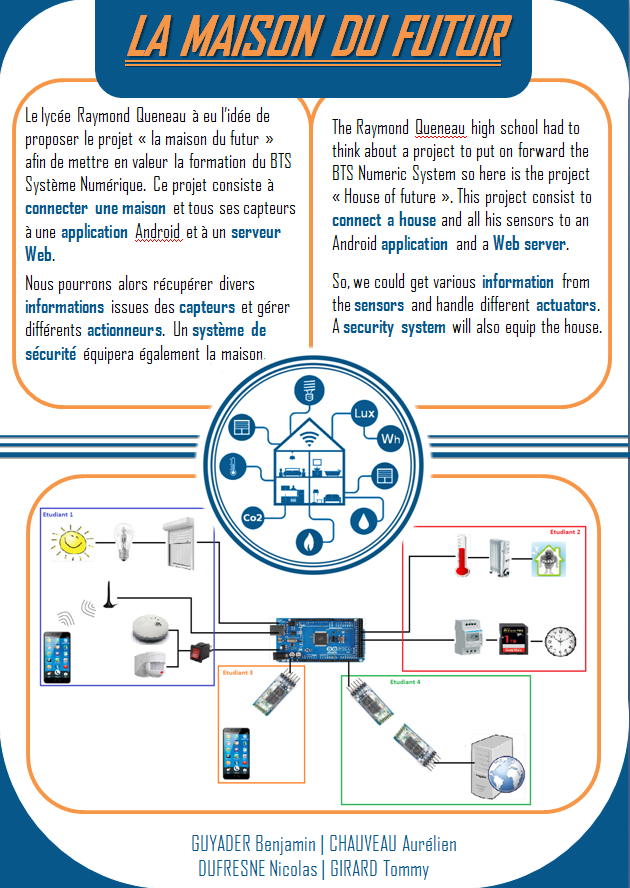 LA MAISON DU FUTUR
Le lycée Raymond Queneau à eu l'idée de
proposer le projet « la maison du futur »
afin de mettre en valeur la formation du BTS
Système Numérique. Ce projet consiste à
connecter une maison et tous ses capteurs
à une application Android et à un serveur
Web.
Nous pourrons alors récupérer divers
informations issues des capteurs et gérer
différents actionneurs. Un système de
sécurité équipera également la maison.
The Raymond Queneau high school had to
think about a project to put on forward the
BTS Numeric System so here is the project
« House of future ». This project consist to
connect a house and all his sensors to an
Android application and a Web server.
So, we could get various information from
the sensors and handle different actuators.
A security system will also equip the house.
Lux
Wh
Co2
Etudiant 1
Etudiant 2
1TB
Etudiant 3
Etudiant 4
GUYADER Benjamin | CHAUVEAU Aurélien
DUFRESNE Nicolas | GIRARD Tommy